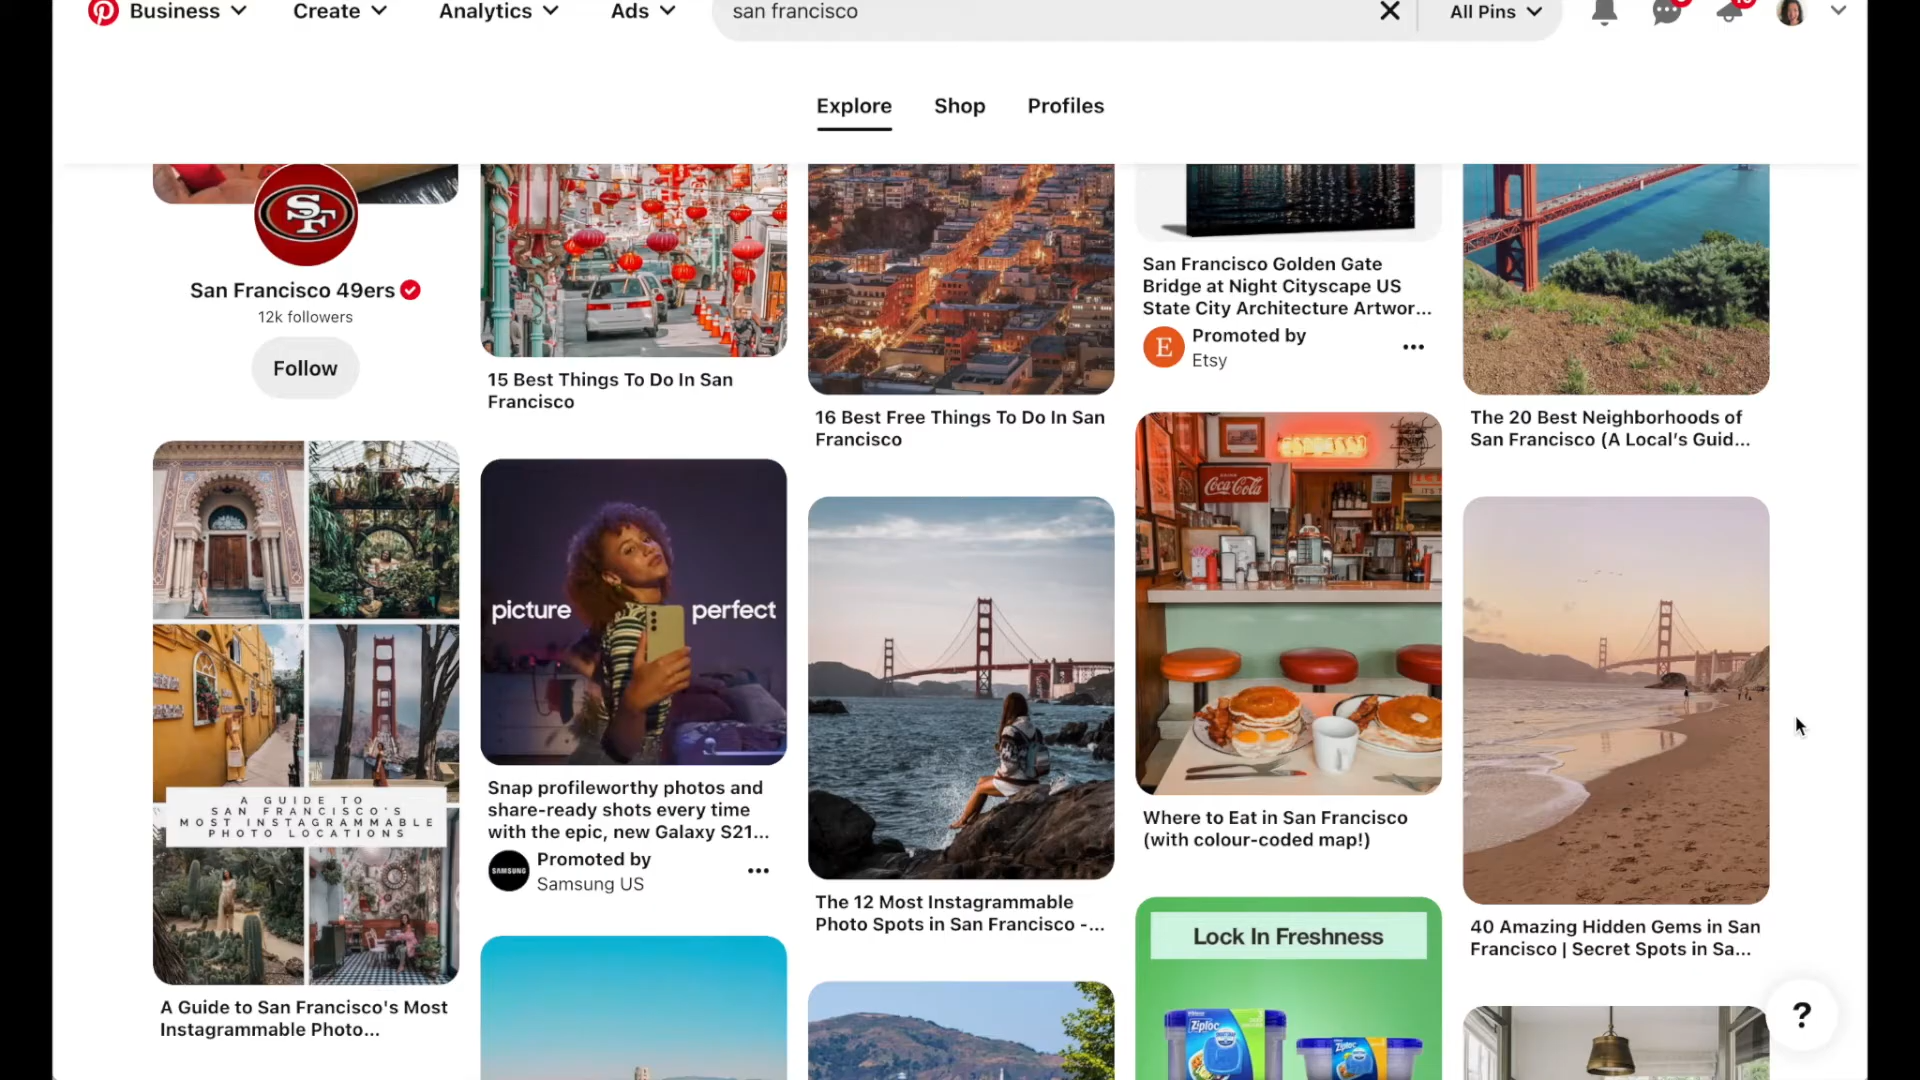 Business
Create
Analytics
Ads
san francisco
All Pins
Explore
Shop
Profiles
SF
San Francisco 49ers
12k followers
Follow
15 Best Things To Do In San
Francisco
16 Best Free Things To Do In San
Francisco
San Francisco Golden Gate
Bridge at Night Cityscape US
State City Architecture Artwor...
E
Promoted by
Etsy
The 20 Best Neighborhoods of
San Francisco (A Local's Guid...
A GUIDE TO
SAN FRANCISCO'S
MOST INSTAGRAMMABLE
PHOTO LOCATIONS
A Guide to San Francisco's Most
Instagrammable Photo...
picture perfect
Snap profileworthy photos and
share-ready shots every time
with the epic, new Galaxy S21...
SAMSUNG
Promoted by
Samsung US
The 12 Most Instagrammable
Photo Spots in San Francisco -...
Coca-Cola
Where to Eat in San Francisco
(with colour-coded map!)
Lock In Freshness
Ziploc
Ziploc
40 Amazing Hidden Gems in San
Francisco | Secret Spots in Sa...
?